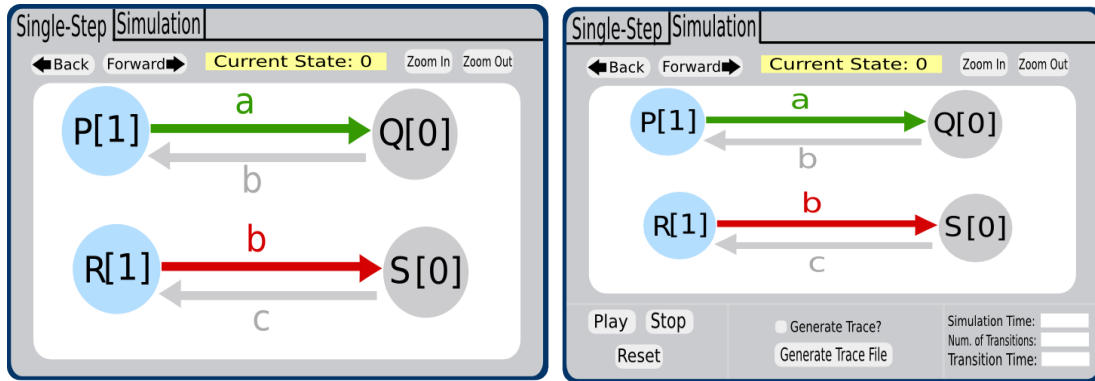 Single-Step Simulation
Back Forward Current State: 0 Zoom In Zoom Out
a
P[1] Q[0]
b
b
R[1] S[0]
c
Single-Step Simulation
Back Forward Current State: 0 Zoom In Zoom Out
a
P[1] Q[0]
b
b
R[1] S[0]
c
Play Stop
Reset
Generate Trace?
Generate Trace File
Simulation Time:
Num. of Transitions:
Transition Time: